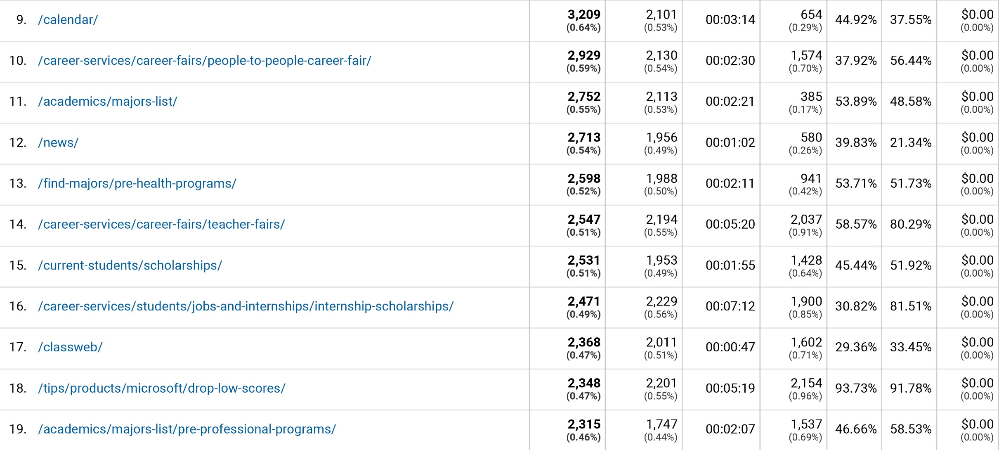 9. /calendar/ 3,209 (0.64%) 2,101 (0.53%) 00:03:14 654 (0.29%) 44.92% 37.55% $0.00 (0.00%)
10. /career-services/career-fairs/people-to-people-career-fair/ 2,929 (0.59%) 2,130 (0.54%) 00:02:30 1,574 (0.70%) 37.92% 56.44% $0.00 (0.00%)
11. /academics/majors-list/ 2,752 (0.55%) 2,113 (0.53%) 00:02:21 385 (0.17%) 53.89% 48.58% $0.00 (0.00%)
12. /news/ 2,713 (0.54%) 1,956 (0.49%) 00:01:02 580 (0.26%) 39.83% 21.34% $0.00 (0.00%)
13. /find-majors/pre-health-programs/ 2,598 (0.52%) 1,988 (0.50%) 00:02:11 941 (0.42%) 53.71% 51.73% $0.00 (0.00%)
14. /career-services/career-fairs/teacher-fairs/ 2,547 (0.51%) 2,194 (0.55%) 00:05:20 2,037 (0.91%) 58.57% 80.29% $0.00 (0.00%)
15. /current-students/scholarships/ 2,531 (0.51%) 1,953 (0.49%) 00:01:55 1,428 (0.64%) 45.44% 51.92% $0.00 (0.00%)
16. /career-services/students/jobs-and-internships/internship-scholarships/ 2,471 (0.49%) 2,229 (0.56%) 00:07:12 1,900 (0.85%) 30.82% 81.51% $0.00 (0.00%)
17. /classweb/ 2,368 (0.47%) 2,011 (0.51%) 00:00:47 1,602 (0.71%) 29.36% 33.45% $0.00 (0.00%)
18. /tips/products/microsoft/drop-low-scores/ 2,348 (0.47%) 2,201 (0.55%) 00:05:19 2,154 (0.96%) 93.73% 91.78% $0.00 (0.00%)
19. /academics/majors-list/pre-professional-programs/ 2,315 (0.46%) 1,747 (0.44%) 00:02:07 1,537 (0.69%) 46.66% 58.53% $0.00 (0.00%)